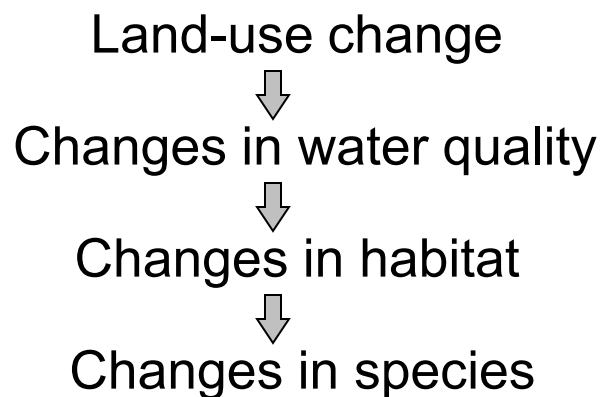 Land-use change
Changes in water quality
Changes in habitat
Changes in species